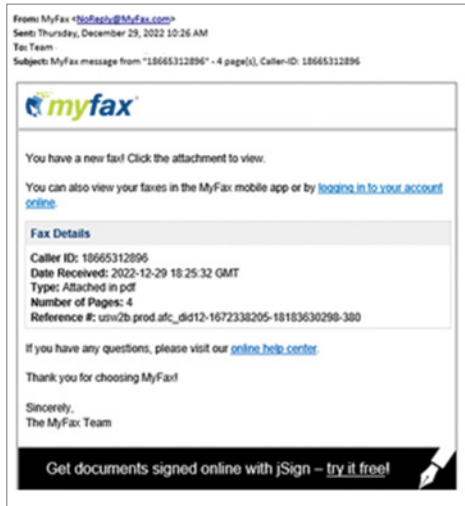 From: MyFax <NoReply@MyFax.com>
Sent: Thursday, December 29, 2022 10:26 AM
To: Team
Subject: MyFax message from "18665312896" - 4 page(s), Caller-ID: 18665312896
myfax
You have a new fax! Click the attachment to view.
You can also view your faxes in the MyFax mobile app or by logging in to your account
online.
Fax Details
Caller ID: 18665312896
Date Received: 2022-12-29 18:25:32 GMT
Type: Attached in pdf
Number of Pages: 4
Reference #: usw2b.prod.afc_did12-1672338205-18183630298-380
If you have any questions, please visit our online help center.
Thank you for choosing MyFax!
Sincerely,
The MyFax Team
Get documents signed online with jSign – try it free!